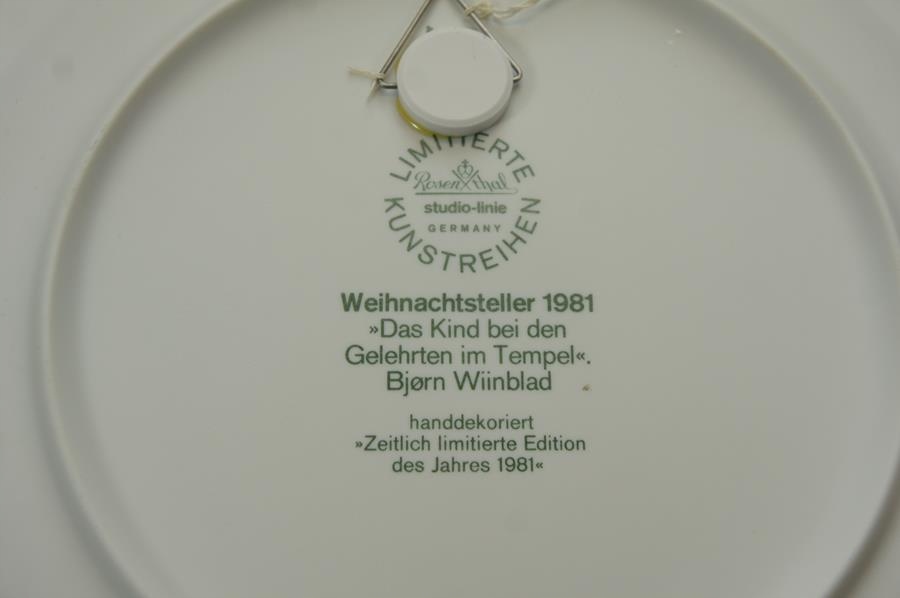 LIMITIERTE
Rosenthal
studio-linie
GERMANY
KUNSTREIHEN
Weihnachtsteller 1981
»Das Kind bei den
Gelehrten im Tempel«.
Bjørn Wiinblad
handdekoriert
»Zeitlich limitierte Edition
des Jahres 1981«